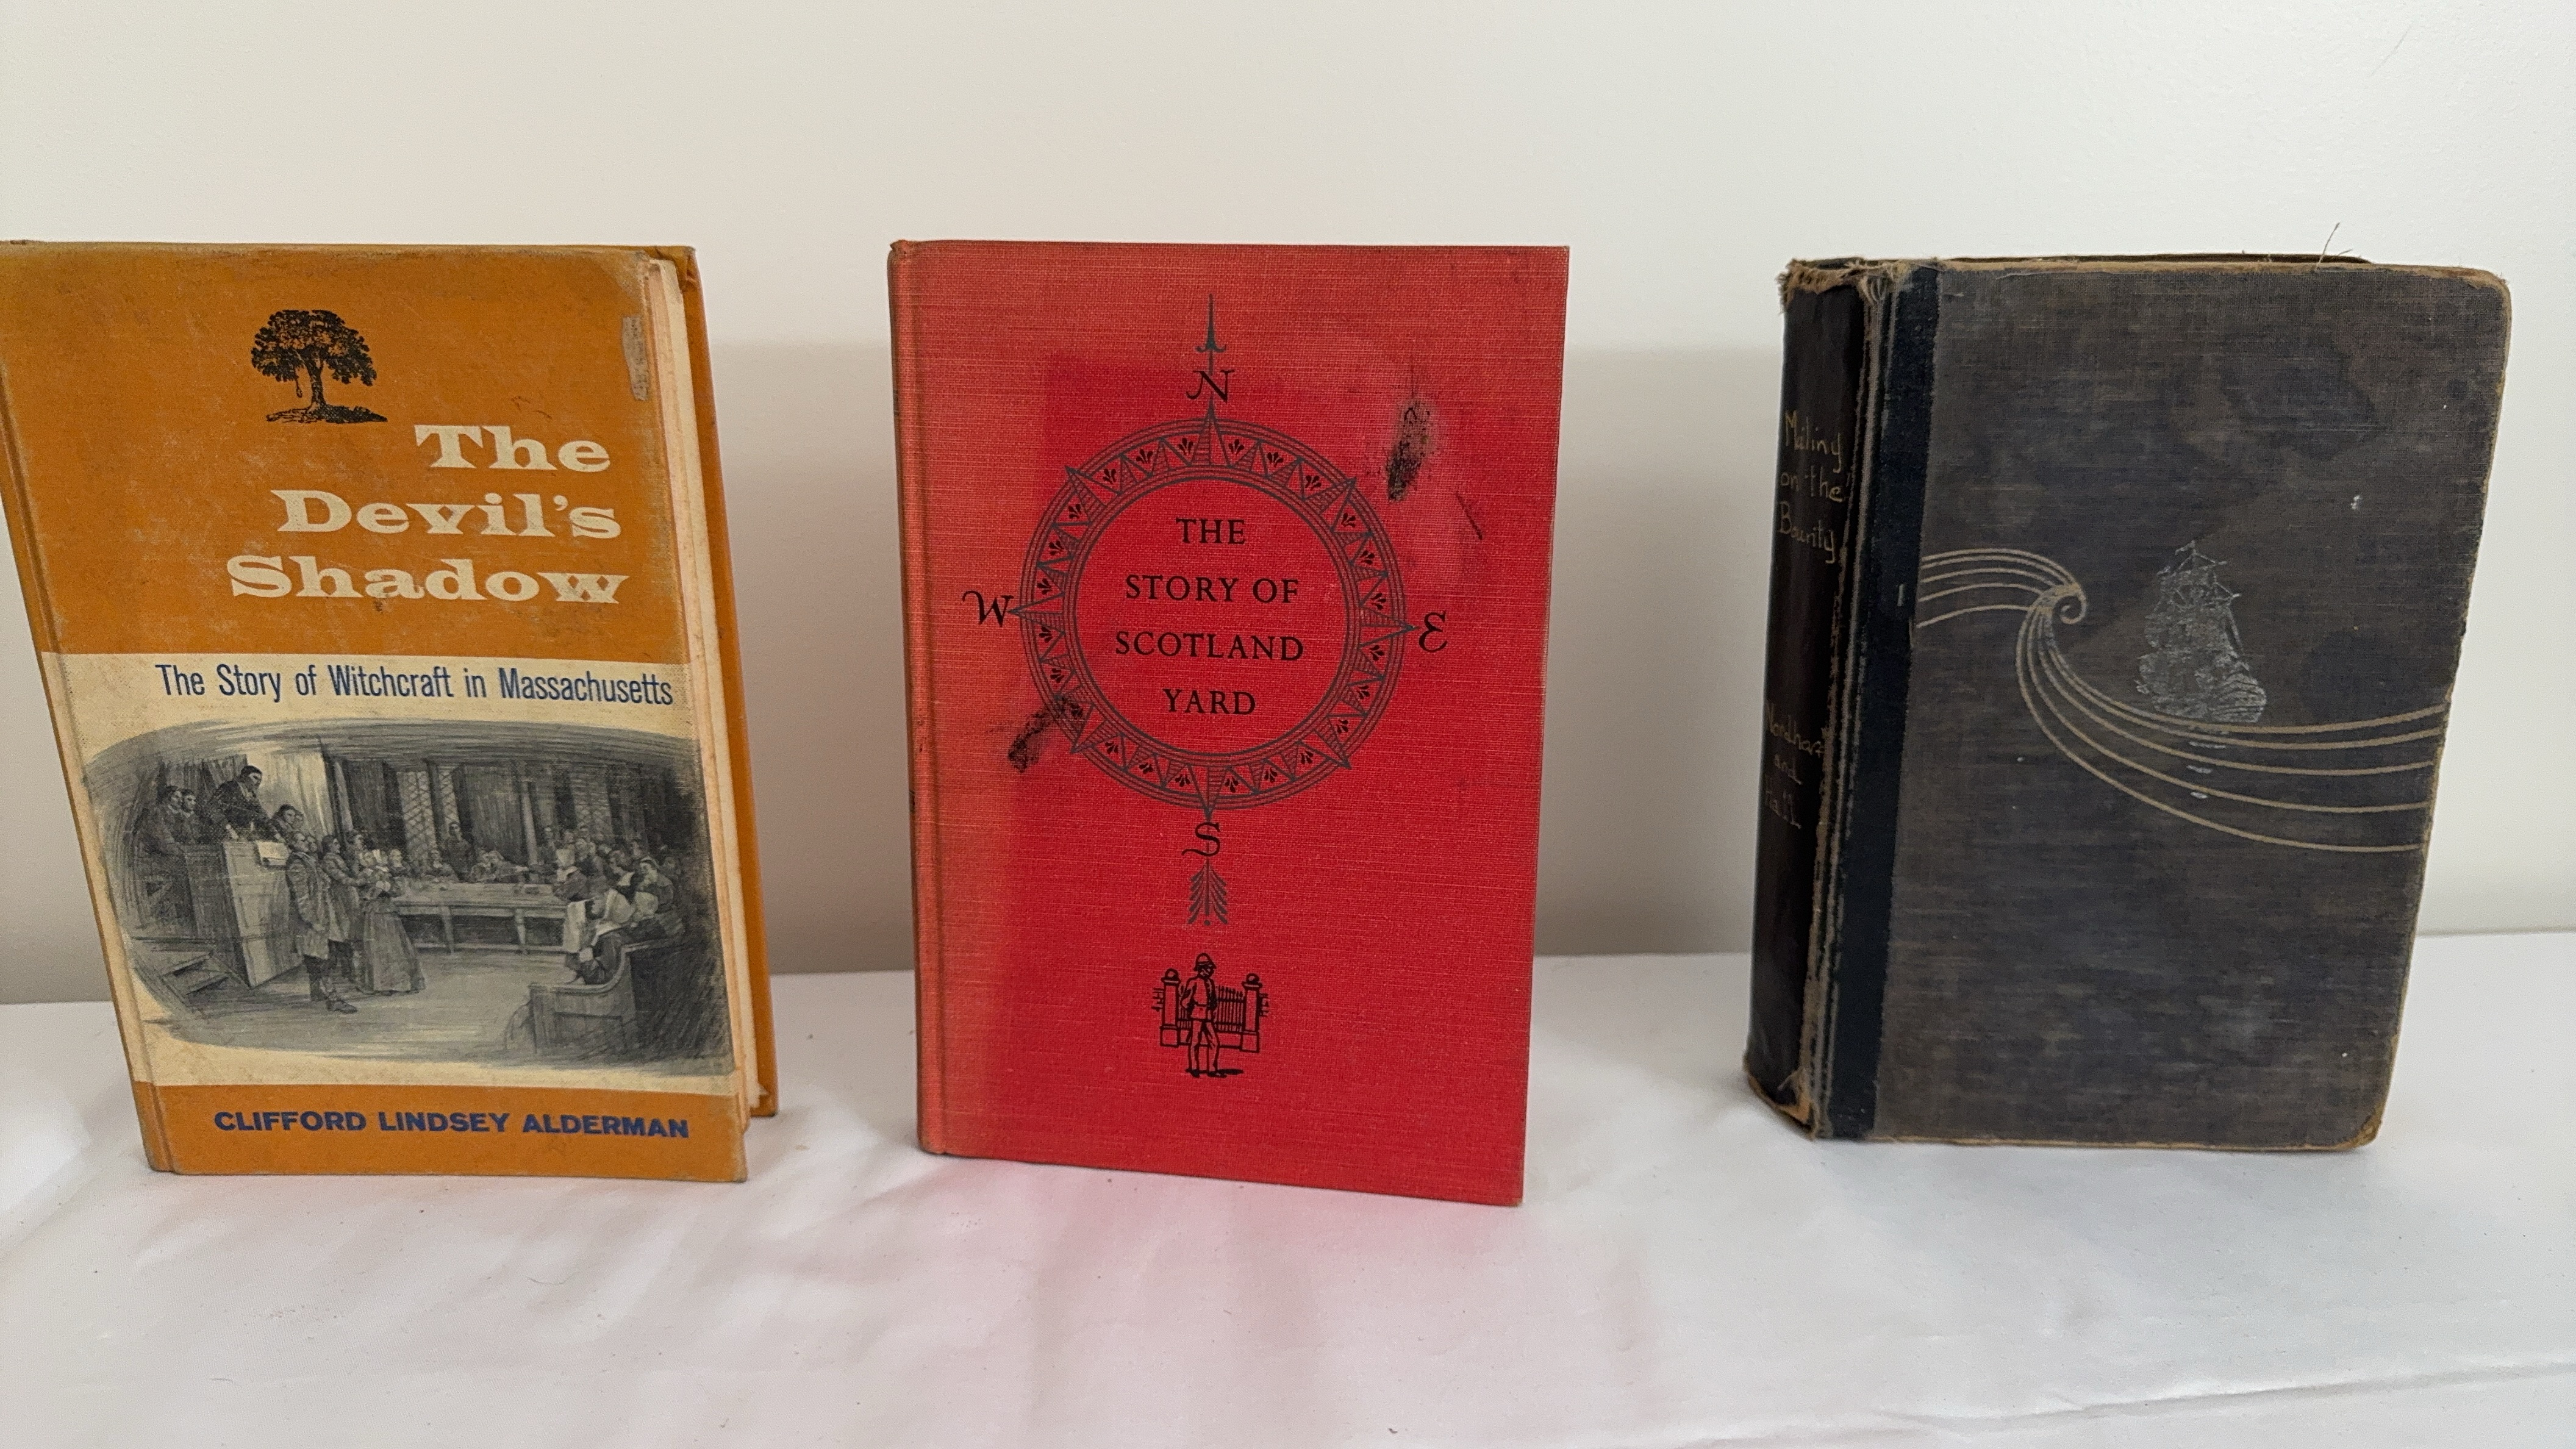 The
Devil's
Shadow
The Story of Witchcraft in Massachusetts
CLIFFORD LINDSEY ALDERMAN
N
W
E
S
THE
STORY OF
SCOTLAND
YARD
Mutiny
on the
Bounty
Nordhoff
and
Hall